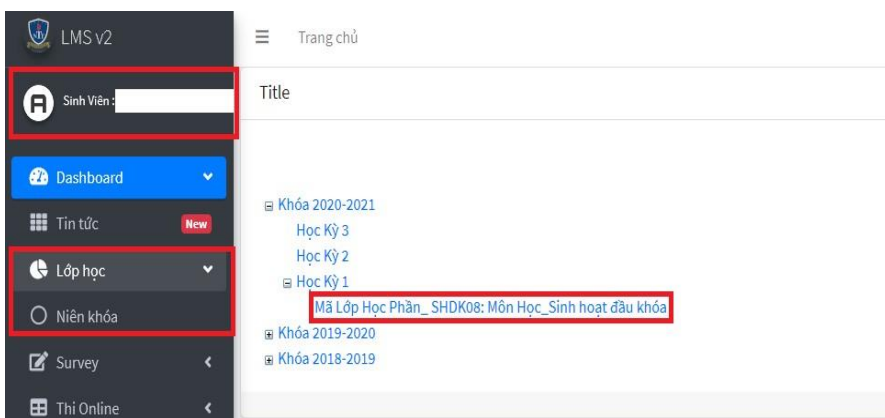 LMS v2
Trang chủ
Sinh Viên :
Title
Dashboard
Tin tức New
Lớp học
Niên khóa
Survey
Thi Online
Khóa 2020-2021
Học Kỳ 3
Học Kỳ 2
Học Kỳ 1
Mã Lớp Học Phần_ SHDK08: Môn Học_Sinh hoạt đầu khóa
Khóa 2019-2020
Khóa 2018-2019